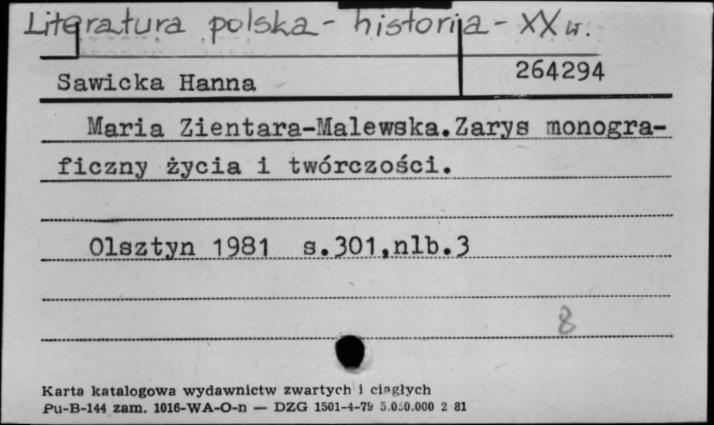 Literatura polska - historia - XX w.
Sawicka Hanna
264294
Maria Zientara-Malewska.Zarys monogra-
ficzny życia i twórczości.
Olsztyn 1981 s.301,nlb.3
8
Karta katalogowa wydawnictw zwartych i ciągłych
Pu-B-144 zam. 1016-WA-O-n — DZG 1501-4-79 5.050.000 2 81